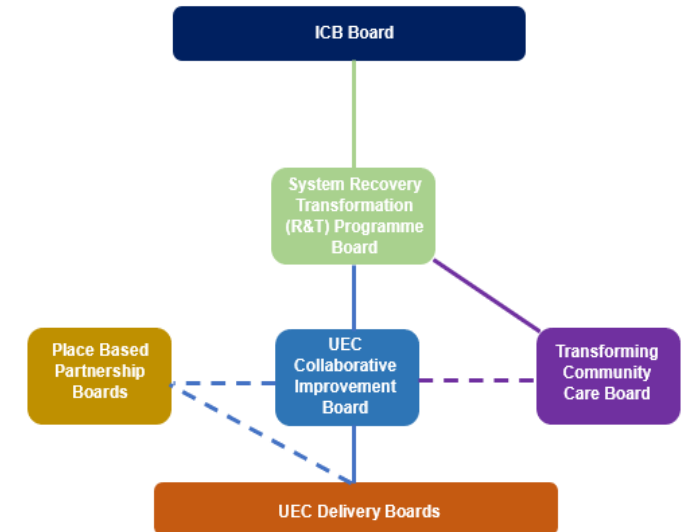 ICB Board
System Recovery
Transformation
(R&T) Programme
Board
Place Based
Partnership
Boards
UEC
Collaborative
Improvement
Board
Transforming
Community
Care Board
UEC Delivery Boards